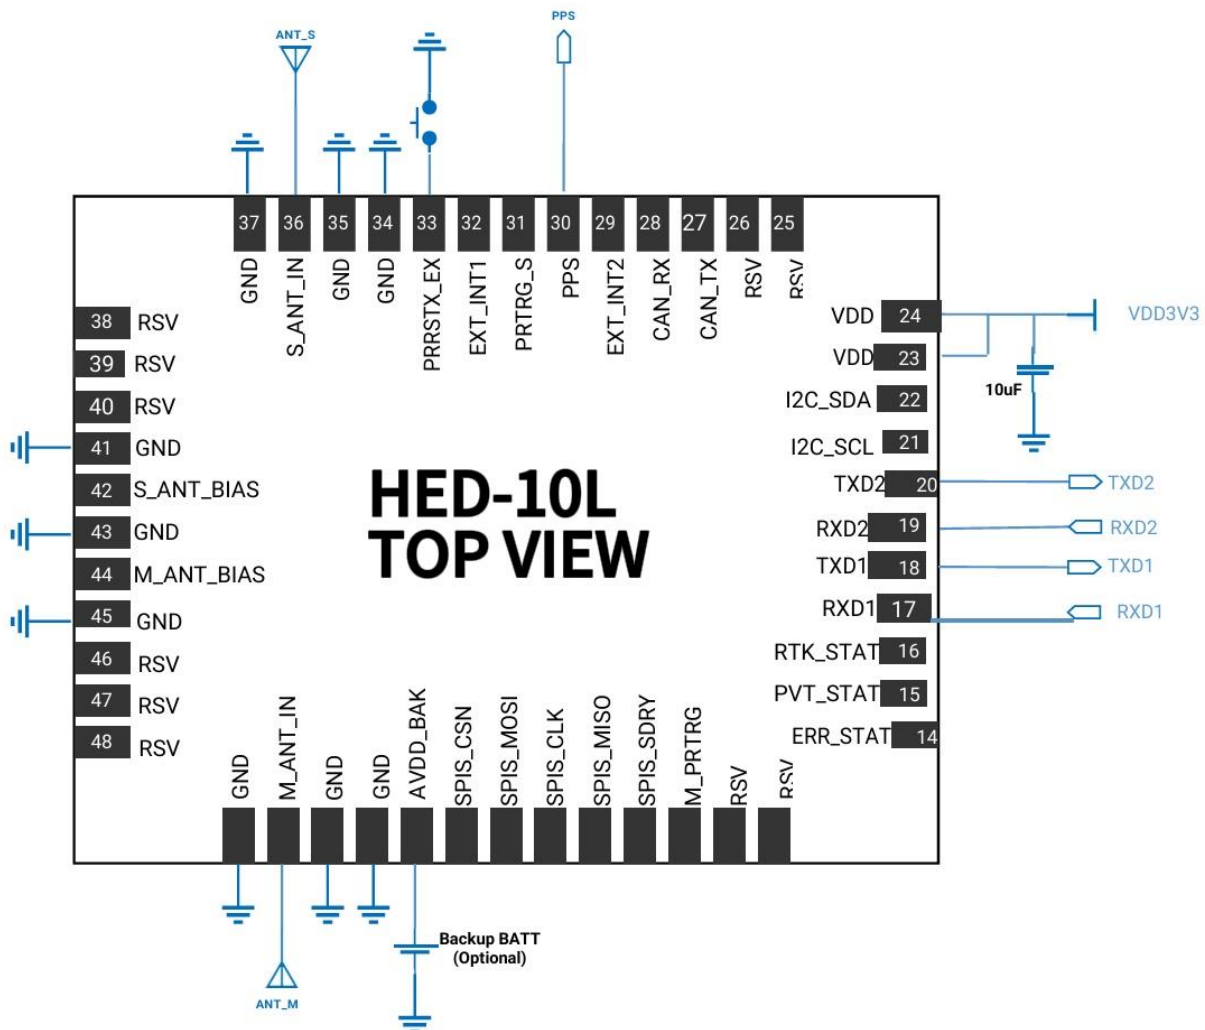 PPS
ANT_S
37 36 35 34 33 32 31 30 29 28 27 26 25
GND
S_ANT_IN
GND
GND
PRRSTX_EX
EXT_INT1
PRTRG_S
PPS
EXT_INT2
CAN_RX
CAN_TX
RSV
RSV
38 RSV
39 RSV
40 RSV
41 GND
42 S_ANT_BIAS
43 GND
44 M_ANT_BIAS
45 GND
46 RSV
47 RSV
48 RSV
HED-10L
TOP VIEW
VDD 24 VDD3V3
VDD 23
10uF
I2C_SDA 22
I2C_SCL 21
TXD2 20 TXD2
RXD2 19 RXD2
TXD1 18 TXD1
RXD1 17 RXD1
RTK_STAT 16
PVT_STAT 15
ERR_STAT 14
GND
M_ANT_IN
GND
GND
AVDD_BAK
SPIS_CSN
SPIS_MOSI
SPIS_CLK
SPIS_MISO
SPIS_SDRY
M_PRTRG
RSV
RSV
Backup BATT
(Optional)
ANT_M